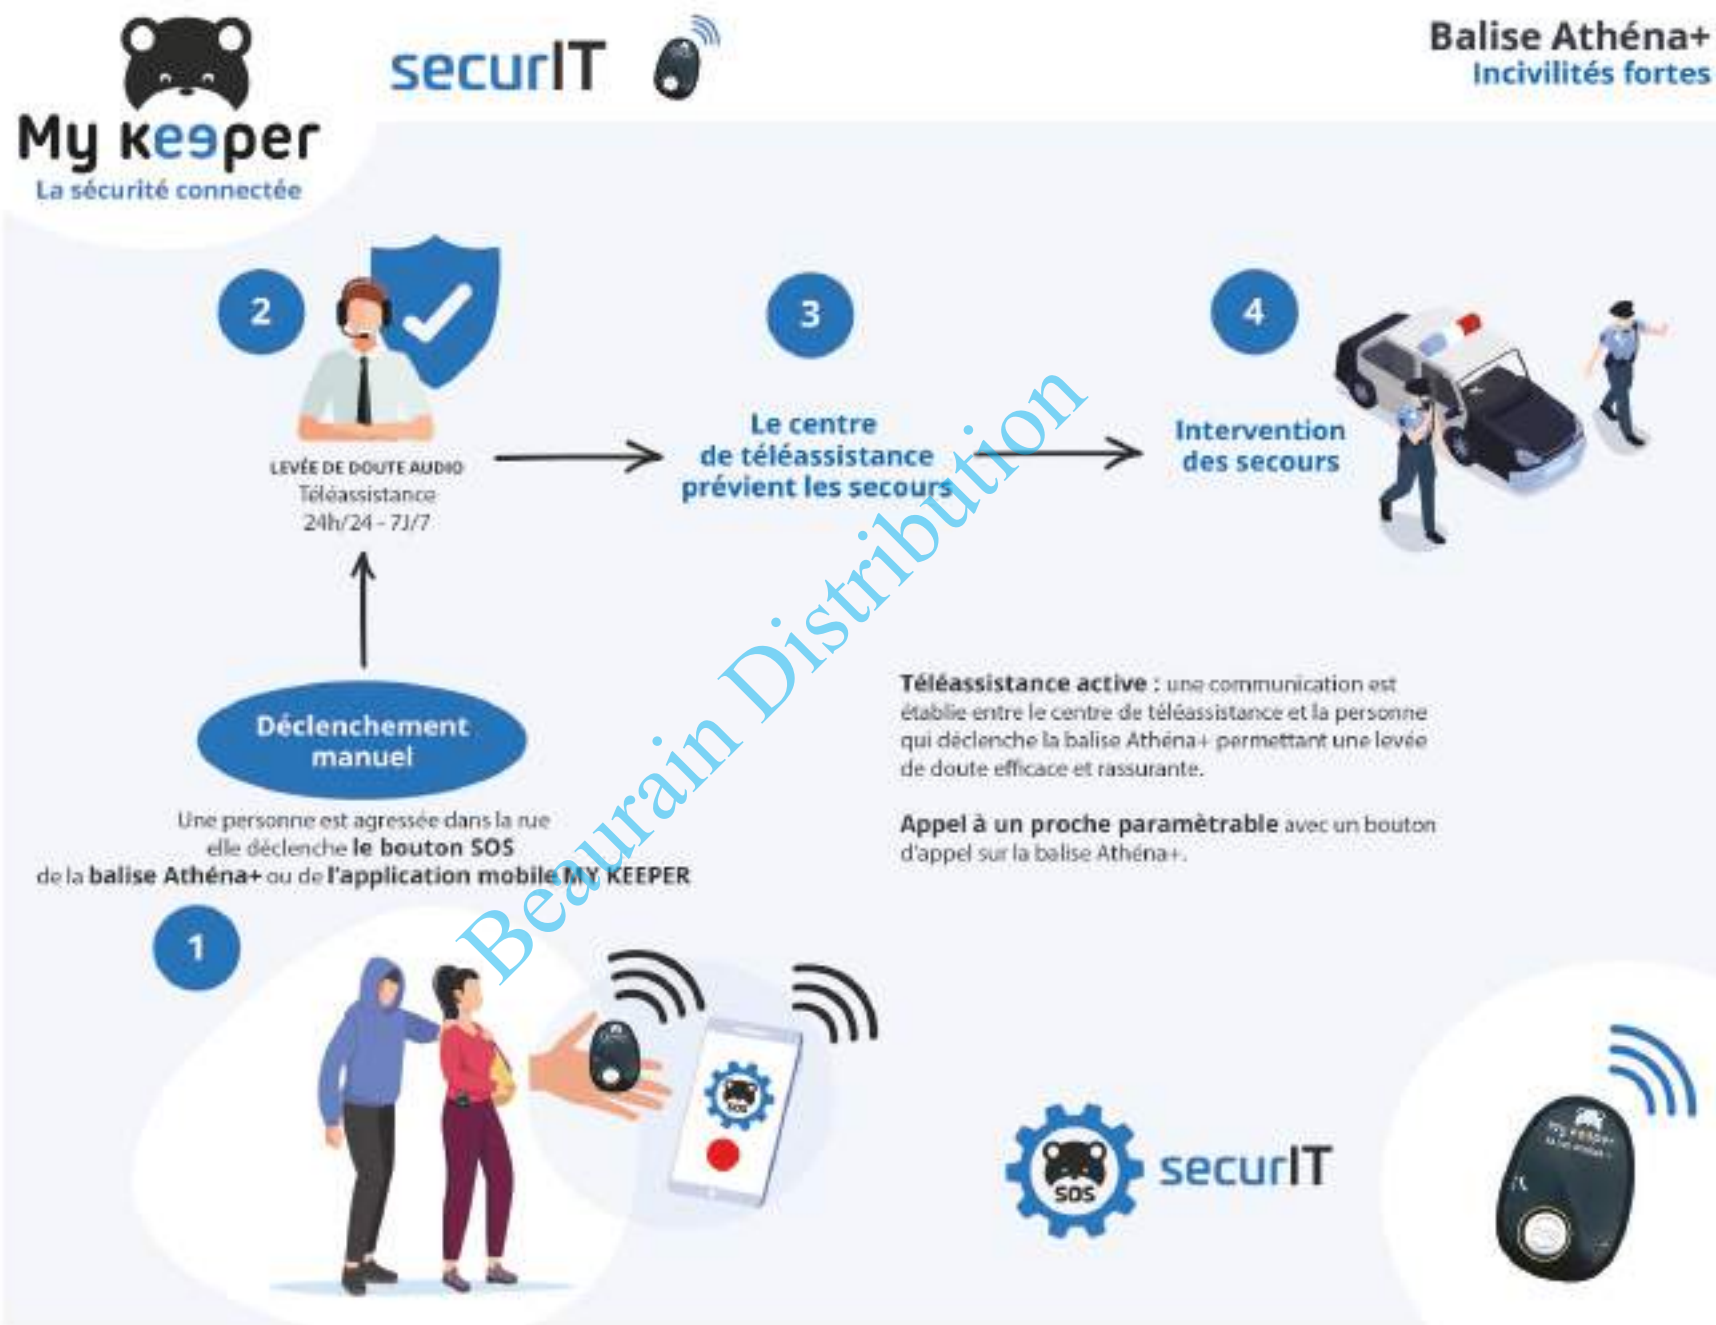 My keeper
La sécurité connectée
securIT
Balise Athéna+
Incivilités fortes
2
LEVÉE DE DOUTE AUDIO
Téléassistance
24h/24 - 7J/7
3
Le centre
de téléassistance
prévient les secours
4
Intervention
des secours
Déclenchement
manuel
Une personne est agressée dans la rue
elle déclenche le bouton SOS
de la balise Athéna+ ou de l'application mobile MY KEEPER
Téléassistance active : une communication est
établie entre le centre de téléassistance et la personne
qui déclenche la balise Athéna+ permettant une levée
de doute efficace et rassurante.
Appel à un proche paramètrable avec un bouton
d'appel sur la balise Athéna+.
Beaurain Distribution
1
SOS
SOS
securIT
My keeper